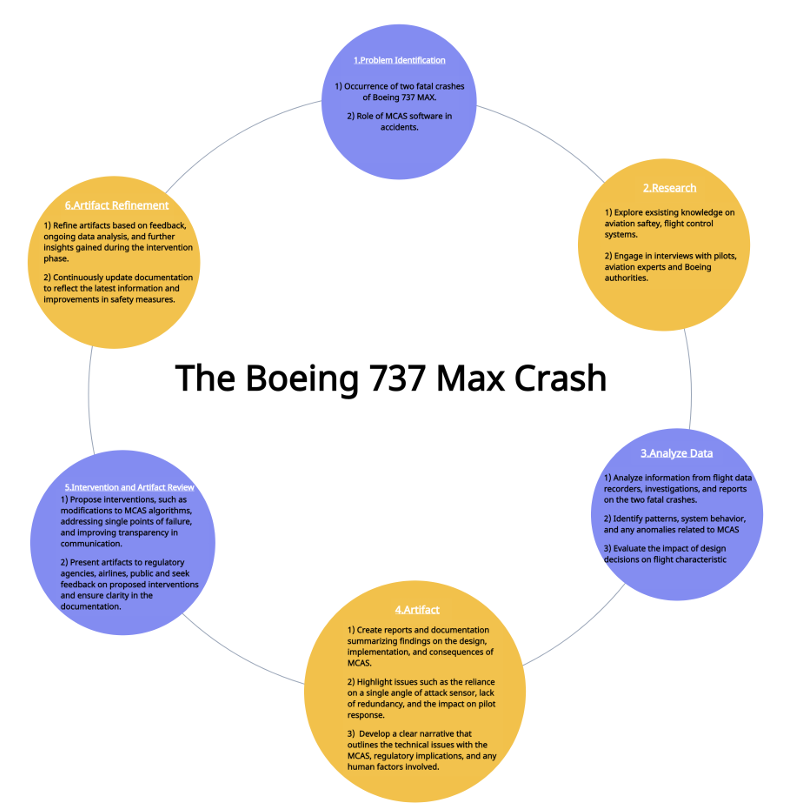 1.Problem Identification
1) Occurrence of two fatal crashes
of Boeing 737 MAX.
2) Role of MCAS software in
accidents.
2.Research
1) Explore exsisting knowledge on
aviation saftey, flight control
systems.
2) Engage in interviews with pilots,
aviation experts and Boeing
authorities.
6.Artifact Refinement
1) Refine artifacts based on feedback,
ongoing data analysis, and further
insights gained during the intervention
phase.
2) Continuously update documentation
to reflect the latest information and
improvements in safety measures.
The Boeing 737 Max Crash
3.Analyze Data
1) Analyze information from flight data
recorders, investigations, and reports
on the two fatal crashes.
2) Identify patterns, system behavior,
and any anomalies related to MCAS
3) Evaluate the impact of design
decisions on flight characteristic
5.Intervention and Artifact Review
1) Propose interventions, such as
modifications to MCAS algorithms,
addressing single points of failure,
and improving transparency in
communication.
2) Present artifacts to regulatory
agencies, airlines, public and seek
feedback on proposed interventions
and ensure clarity in the
documentation.
4.Artifact
1) Create reports and documentation
summarizing findings on the design,
implementation, and consequences of
MCAS.
2) Highlight issues such as the reliance
on a single angle of attack sensor, lack
of redundancy, and the impact on pilot
response.
3) Develop a clear narrative that
outlines the technical issues with the
MCAS, regulatory implications, and any
human factors involved.